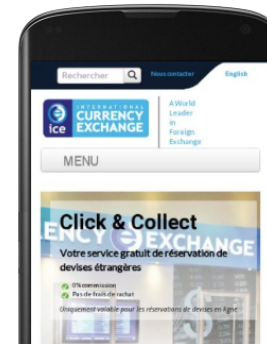 Rechercher
Nous contacter
English
ice
INTERNATIONAL
CURRENCY
EXCHANGE
A World
Leader
in
Foreign
Exchange
MENU
Click & Collect
ENCY EXCHANGE
Votre service gratuit de réservation de
devises étrangères
0% commission
Pas de frais de rachat
Uniquement valable pour les réservations de devises en ligne